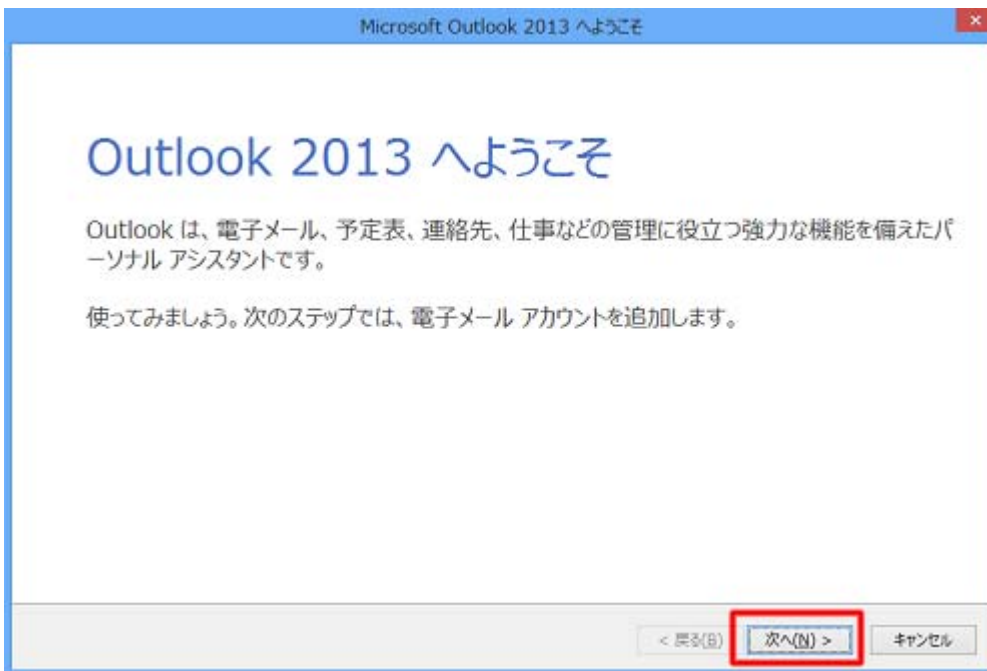 Microsoft Outlook 2013 へようこそ
Outlook 2013 へようこそ
Outlook は、電子メール、予定表、連絡先、仕事などの管理に役立つ強力な機能を備えたパ
ーソナル アシスタントです。
使ってみましょう。次のステップでは、電子メール アカウントを追加します。
< 戻る(B) 次へ(N) > キャンセル